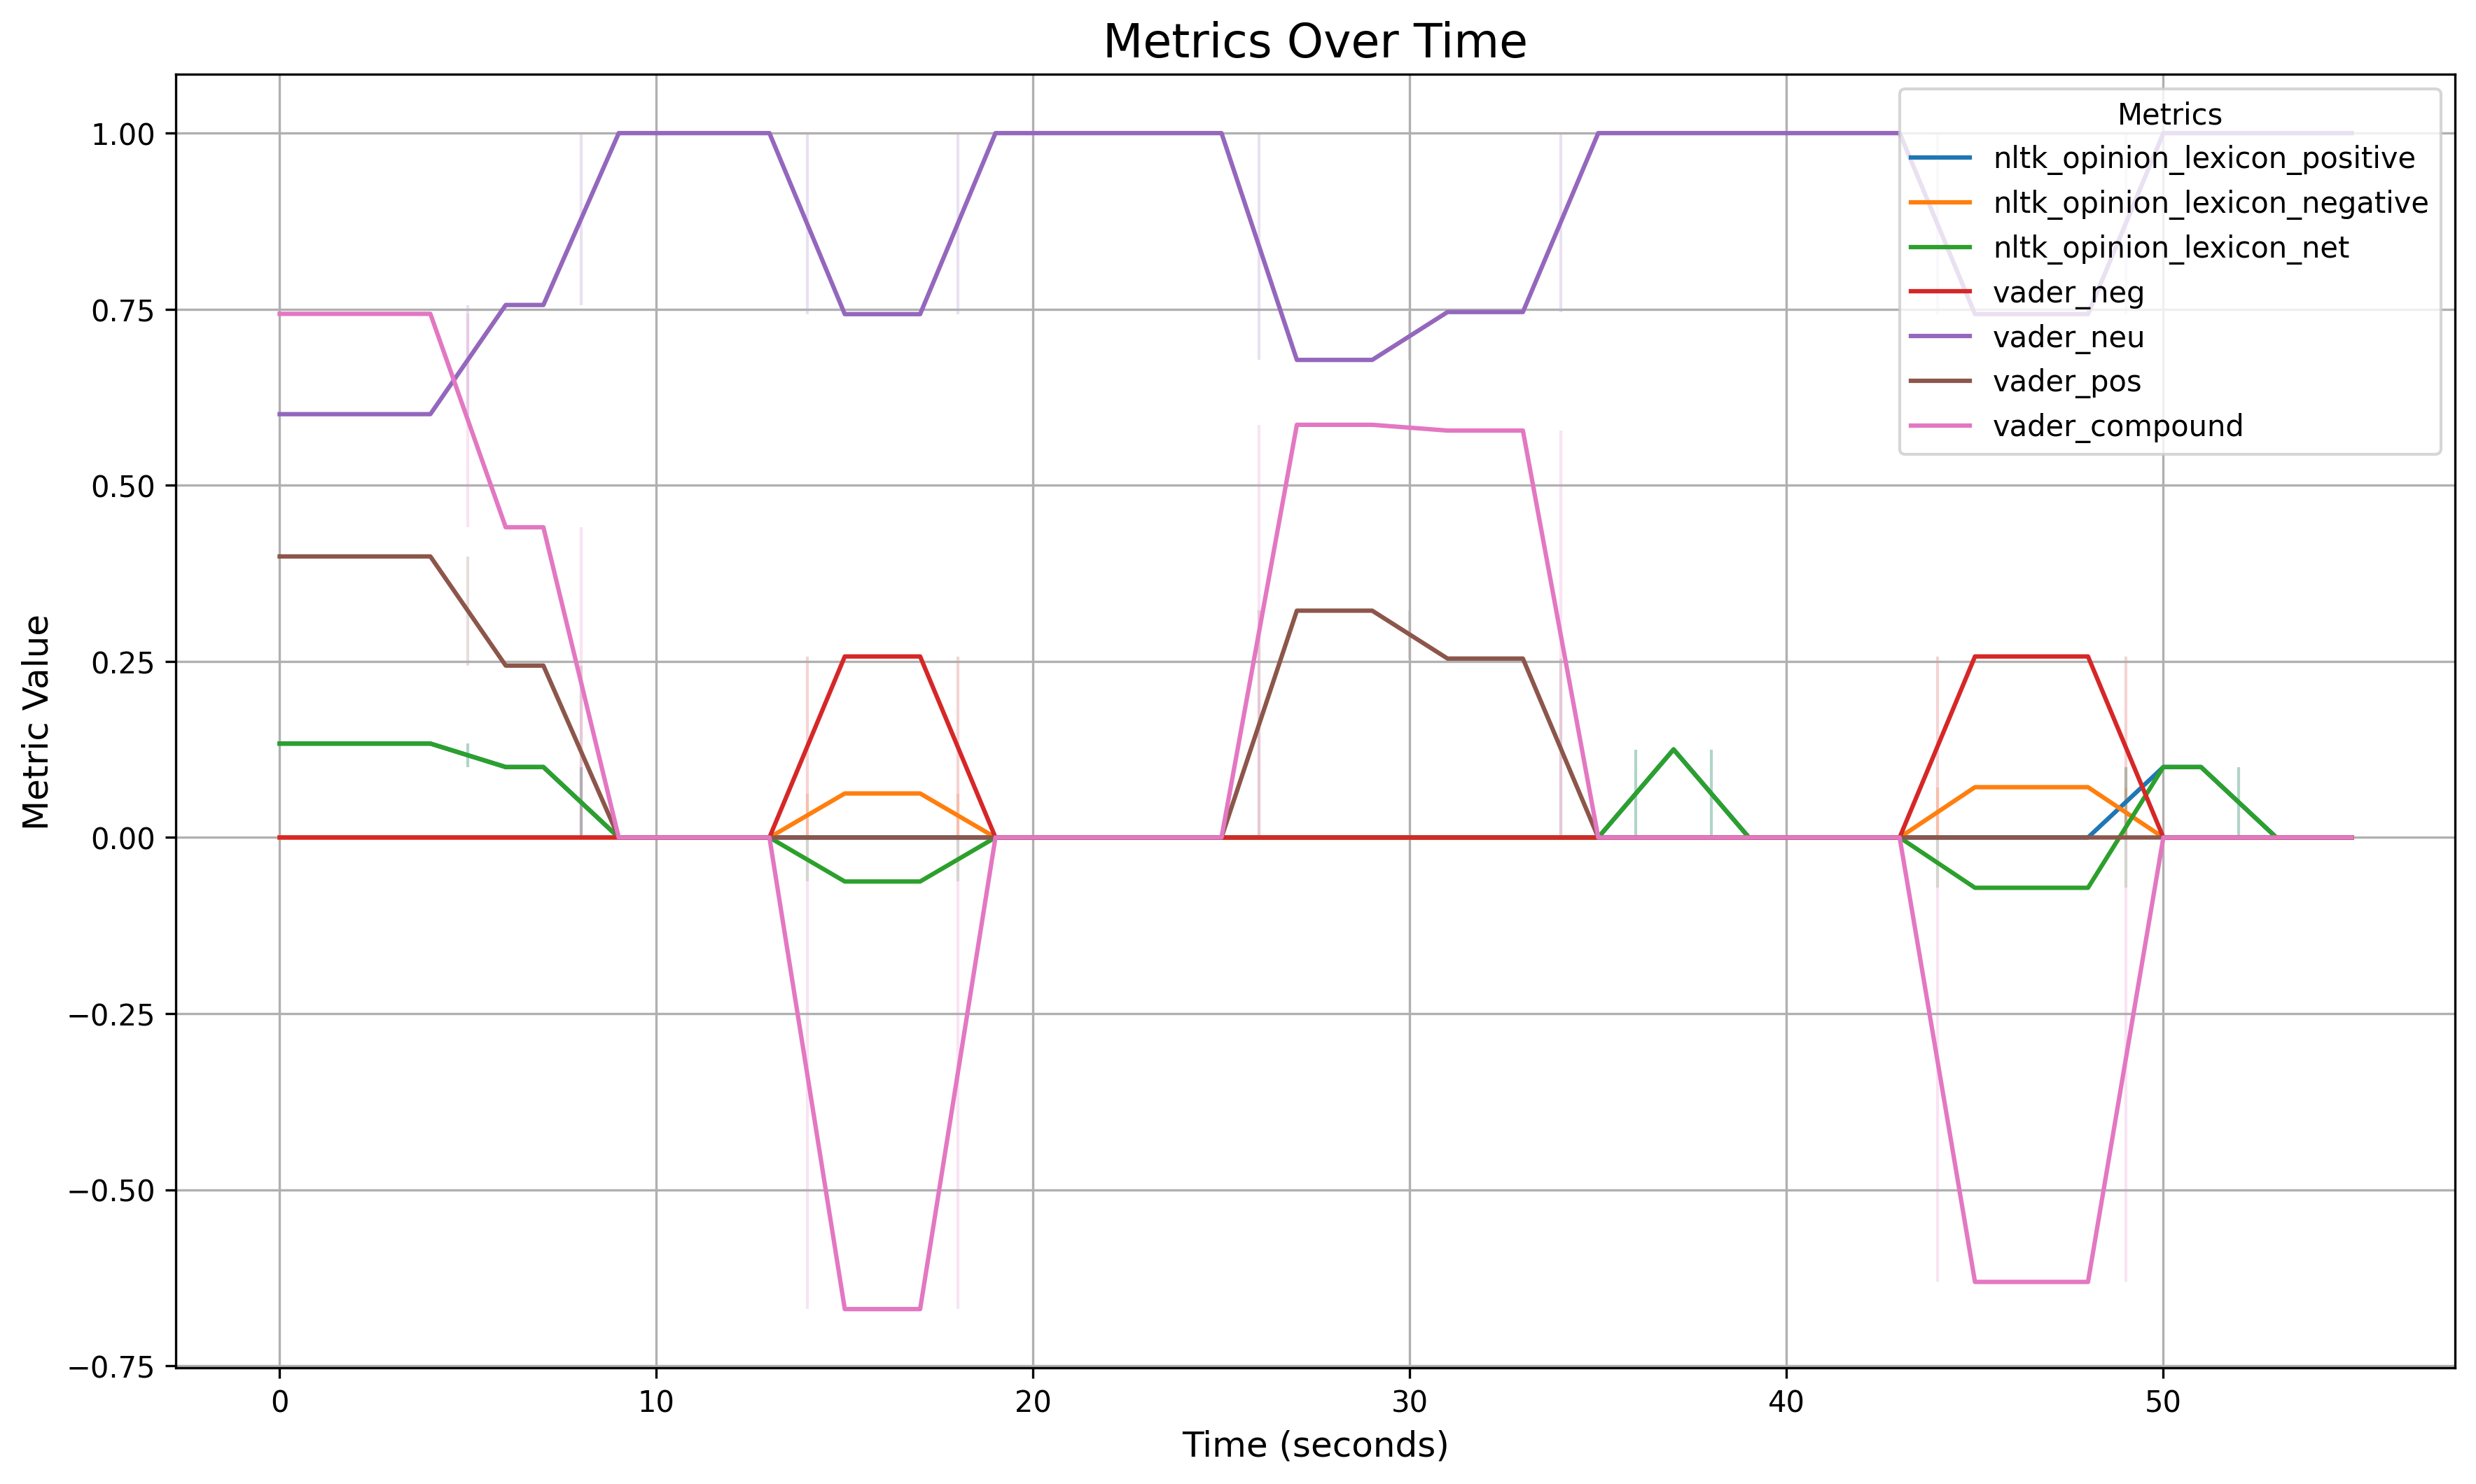 Metrics Over Time
Metrics
nltk_opinion_lexicon_positive
nltk_opinion_lexicon_negative
nltk_opinion_lexicon_net
vader_neg
vader_neu
vader_pos
vader_compound
Metric Value
1.00
0.75
0.50
0.25
0.00
−0.25
−0.50
−0.75
0 10 20 30 40 50
Time (seconds)